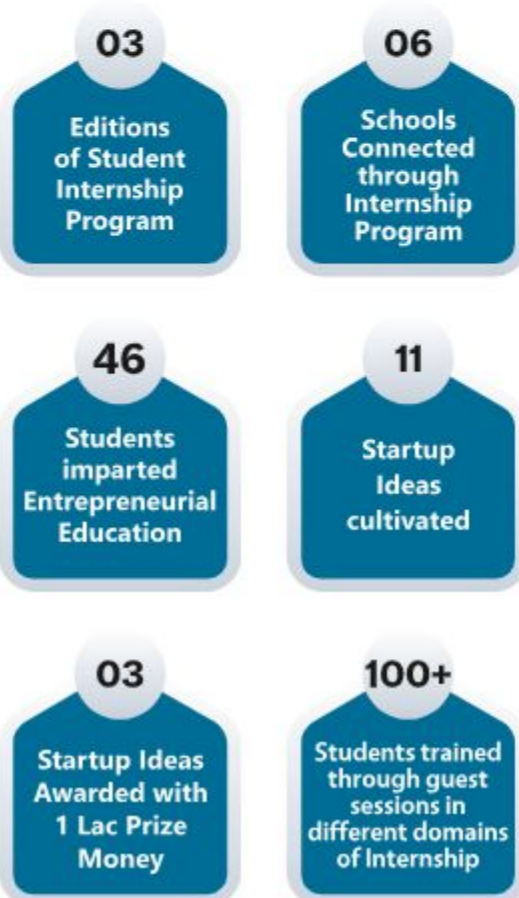 03
Editions
of Student
Internship
Program
06
Schools
Connected
through
Internship
Program
46
Students
imparted
Entrepreneurial
Education
11
Startup
Ideas
cultivated
03
Startup Ideas
Awarded with
1 Lac Prize
Money
100+
Students trained
through guest
sessions in
different domains
of Internship